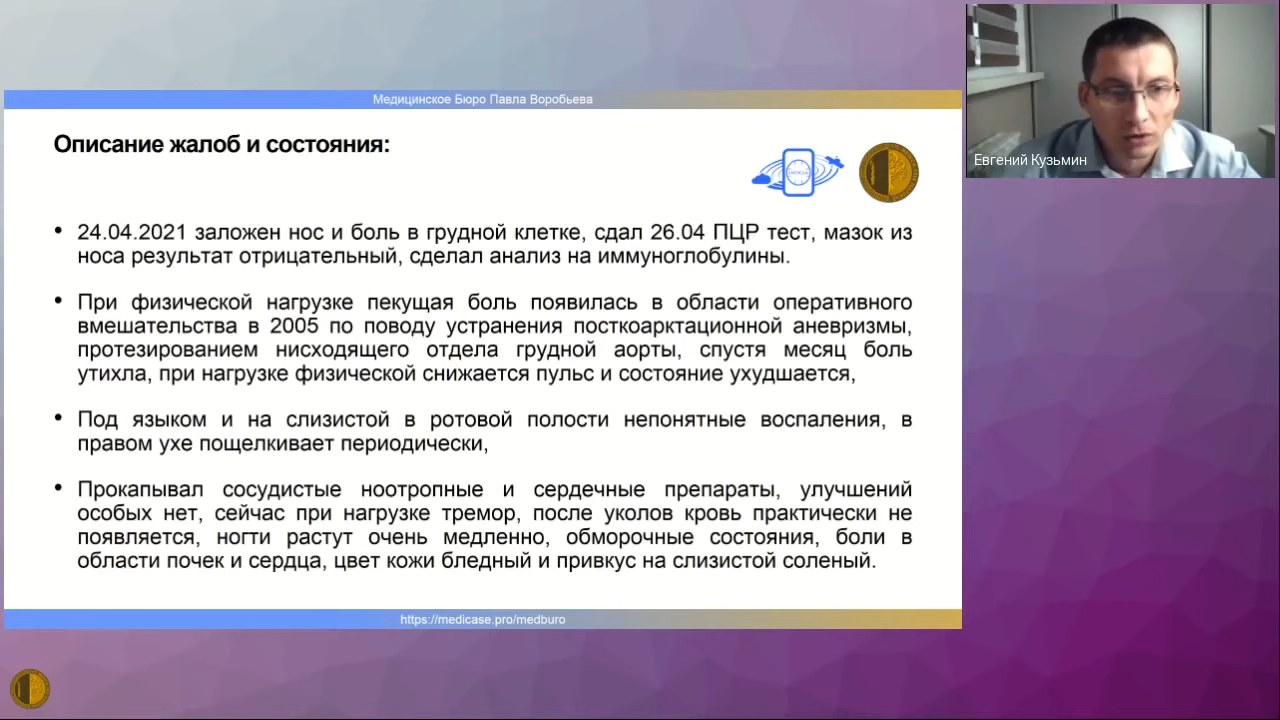 Медицинское Бюро Павла Воробьева
Евгений Кузьмин
Описание жалоб и состояния:
• 24.04.2021 заложен нос и боль в грудной клетке, сдал 26.04 ПЦР тест, мазок из
носа результат отрицательный, сделал анализ на иммуноглобулины.
• При физической нагрузке пекущая боль появилась в области оперативного
вмешательства в 2005 по поводу устранения посткоарктационной аневризмы,
протезированием нисходящего отдела грудной аорты, спустя месяц боль
утихла, при нагрузке физической снижается пульс и состояние ухудшается,
• Под языком и на слизистой в ротовой полости непонятные воспаления, в
правом ухе пощелкивает периодически,
• Прокапывал сосудистые ноотропные и сердечные препараты, улучшений
особых нет, сейчас при нагрузке тремор, после уколов кровь практически не
появляется, ногти растут очень медленно, обморочные состояния, боли в
области почек и сердца, цвет кожи бледный и привкус на слизистой соленый.
https://medicase.pro/medburo